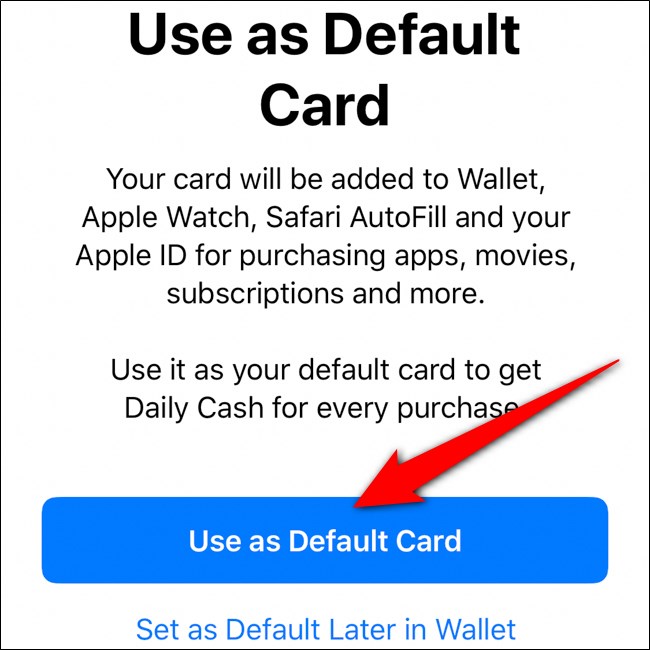 Use as Default
Card
Your card will be added to Wallet,
Apple Watch, Safari AutoFill and your
Apple ID for purchasing apps, movies,
subscriptions and more.
Use it as your default card to get
Daily Cash for every purchase
Use as Default Card
Set as Default Later in Wallet